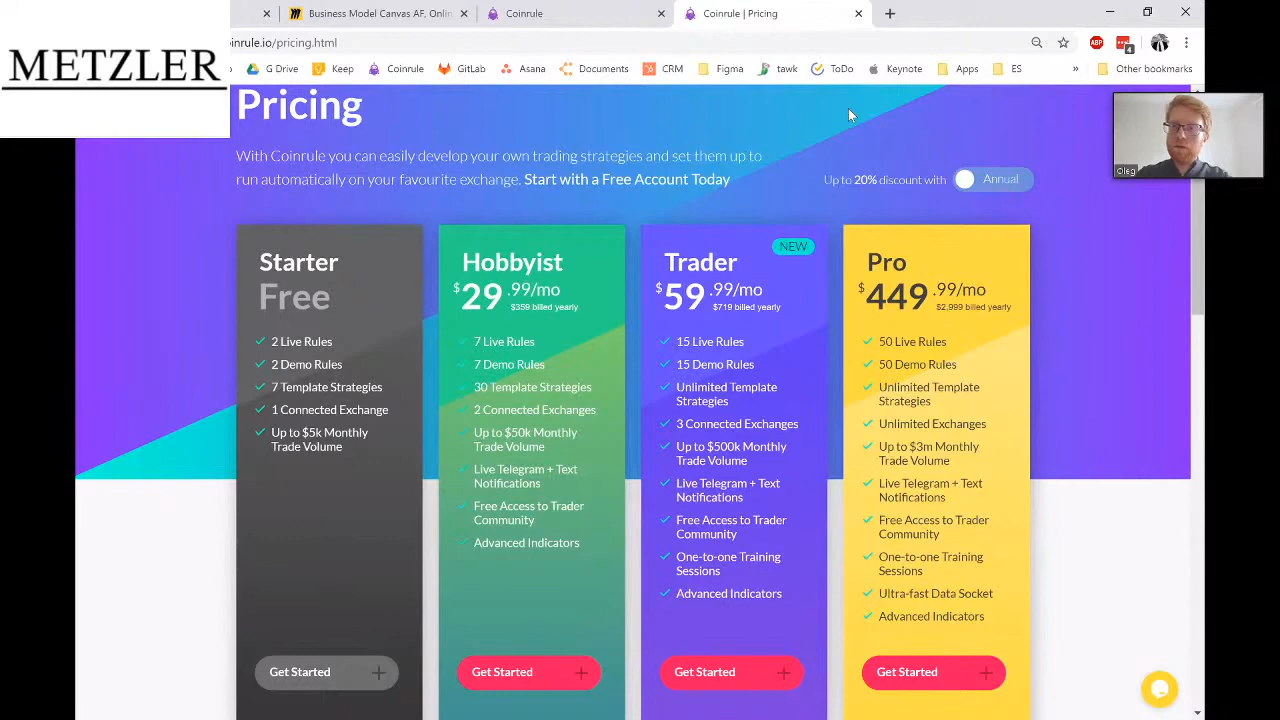 METZLER
Business Model Canvas AF, Onlin
Coinrule
Coinrule | Pricing
inrule.io/pricing.html
ABP
4
G Drive
Keep
Coinrule
GitLab
Asana
Documents
CRM
Figma
tawk
ToDo
Keynote
Apps
ES
»
Other bookmarks
Pricing
With Coinrule you can easily develop your own trading strategies and set them up to
run automatically on your favourite exchange. Start with a Free Account Today
Up to 20% discount with
Annual
Oleg
Starter
Free
2 Live Rules
2 Demo Rules
7 Template Strategies
1 Connected Exchange
Up to $5k Monthly
Trade Volume
Get Started
Hobbyist
$29.99/mo
$359 billed yearly
7 Live Rules
7 Demo Rules
30 Template Strategies
2 Connected Exchanges
Up to $50k Monthly
Trade Volume
Live Telegram + Text
Notifications
Free Access to Trader
Community
Advanced Indicators
Get Started
NEW
Trader
$59.99/mo
$719 billed yearly
15 Live Rules
15 Demo Rules
Unlimited Template
Strategies
3 Connected Exchanges
Up to $500k Monthly
Trade Volume
Live Telegram + Text
Notifications
Free Access to Trader
Community
One-to-one Training
Sessions
Advanced Indicators
Get Started
Pro
$449.99/mo
$2,999 billed yearly
50 Live Rules
50 Demo Rules
Unlimited Template
Strategies
Unlimited Exchanges
Up to $3m Monthly
Trade Volume
Live Telegram + Text
Notifications
Free Access to Trader
Community
One-to-one Training
Sessions
Ultra-fast Data Socket
Advanced Indicators
Get Started